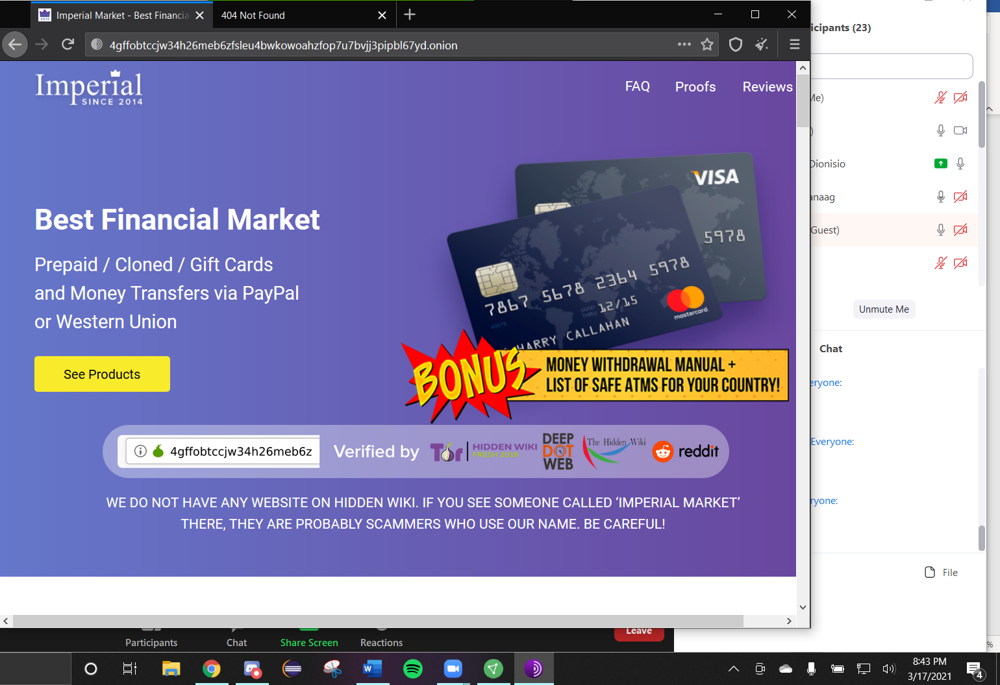 Imperial Market - Best Financia
404 Not Found
4gffobtccjw34h26meb6zfsleu4bwkowoahzfop7u7bvjj3pipbl67yd.onion
Imperial
SINCE 2014
FAQ Proofs Reviews
Best Financial Market
Prepaid / Cloned / Gift Cards
and Money Transfers via PayPal
or Western Union
See Products
VISA
5978
7867 5678 2364 5978
GOOD THRU 12/15
HARRY CALLAHAN
mastercard
BONUS
MONEY WITHDRAWAL MANUAL +
LIST OF SAFE ATMS FOR YOUR COUNTRY!
4gffobtccjw34h26meb6z
Verified by
Tor
HIDDEN WIKI
FRESH 2018
DEEP
DOT
WEB
The Hidden Wiki
reddit
WE DO NOT HAVE ANY WEBSITE ON HIDDEN WIKI. IF YOU SEE SOMEONE CALLED ‘IMPERIAL MARKET’
THERE, THEY ARE PROBABLY SCAMMERS WHO USE OUR NAME. BE CAREFUL!
icipants (23)
Me)
)
Dionisio
anaag
Guest)
Unmute Me
Chat
eryone:
Everyone:
ryone:
File
%
Participants
Chat
Share Screen
Reactions
Leave
8:43 PM
3/17/2021
4